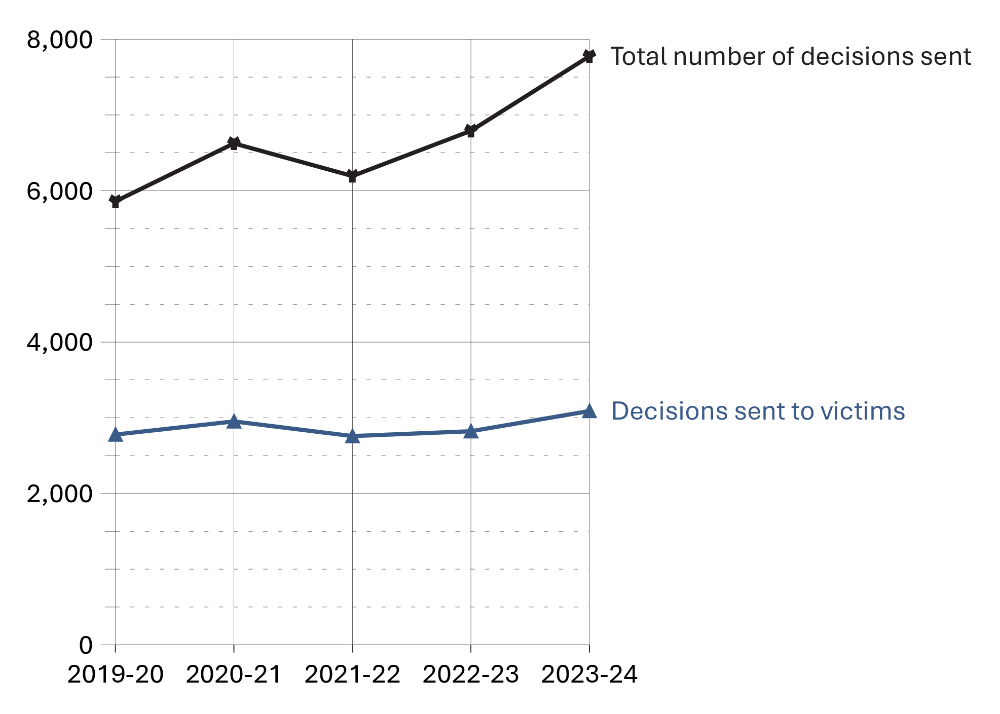 8,000
Total number of decisions sent
6,000
4,000
Decisions sent to victims
2,000
0
2019-20 2020-21 2021-22 2022-23 2023-24